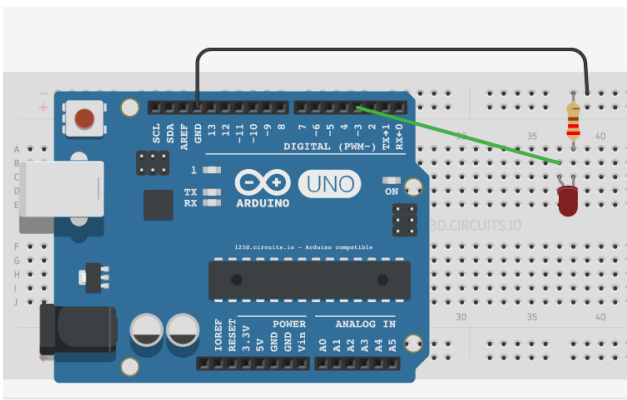 SCL
SDA
AREF
GND
13
12
~11
~10
~9
8
7
~6
~5
4
~3
2
TX→1
RX←0
DIGITAL (PWM~)
30
35
40
A
B
C
D
E
1
TX
RX
UNO
ON
ARDUINO
3D.CIRCUITS.IO
F
G
H
I
J
123d.circuits.io - Arduino compatible
30
35
40
POWER
ANALOG IN
IOREF
RESET
3.3V
5V
GND
GND
Vin
A0
A1
A2
A3
A4
A5